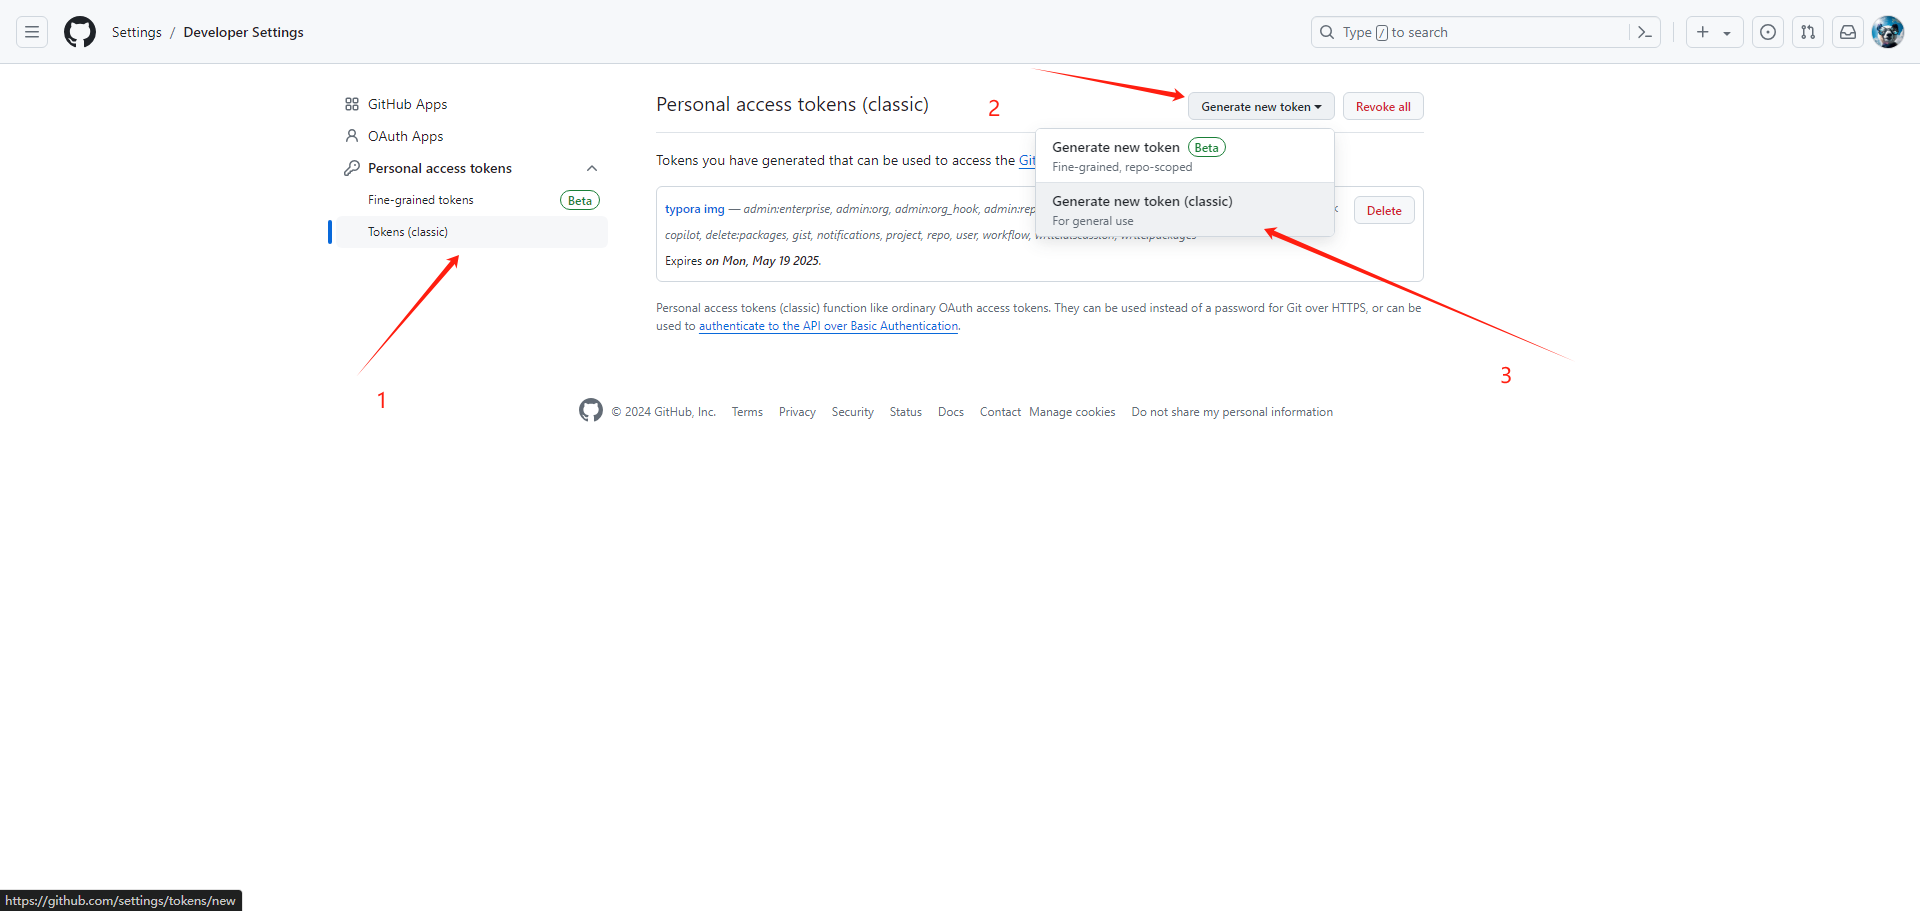 Settings / Developer Settings
Type / to search
GitHub Apps
OAuth Apps
Personal access tokens
Fine-grained tokens Beta
Tokens (classic)
1
Personal access tokens (classic)
2
Generate new token
Revoke all
Tokens you have generated that can be used to access the Git
Generate new token Beta
Fine-grained, repo-scoped
Generate new token (classic)
For general use
typora img — admin:enterprise, admin:org, admin:org_hook, admin:rep
Delete
copilot, delete:packages, gist, notifications, project, repo, user, workflow,
Expires on Mon, May 19 2025.
3
Personal access tokens (classic) function like ordinary OAuth access tokens. They can be used instead of a password for Git over HTTPS, or can be
used to authenticate to the API over Basic Authentication.
© 2024 GitHub, Inc. Terms Privacy Security Status Docs Contact Manage cookies Do not share my personal information
https://github.com/settings/tokens/new